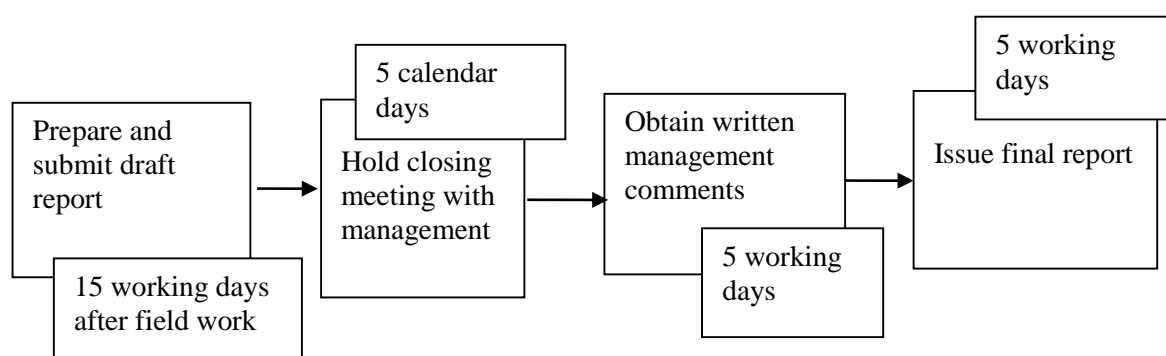 Prepare and
submit draft
report
15 working days
after field work
5 calendar
days
Hold closing
meeting with
management
Obtain written
management
comments
5 working
days
5 working
days
Issue final report